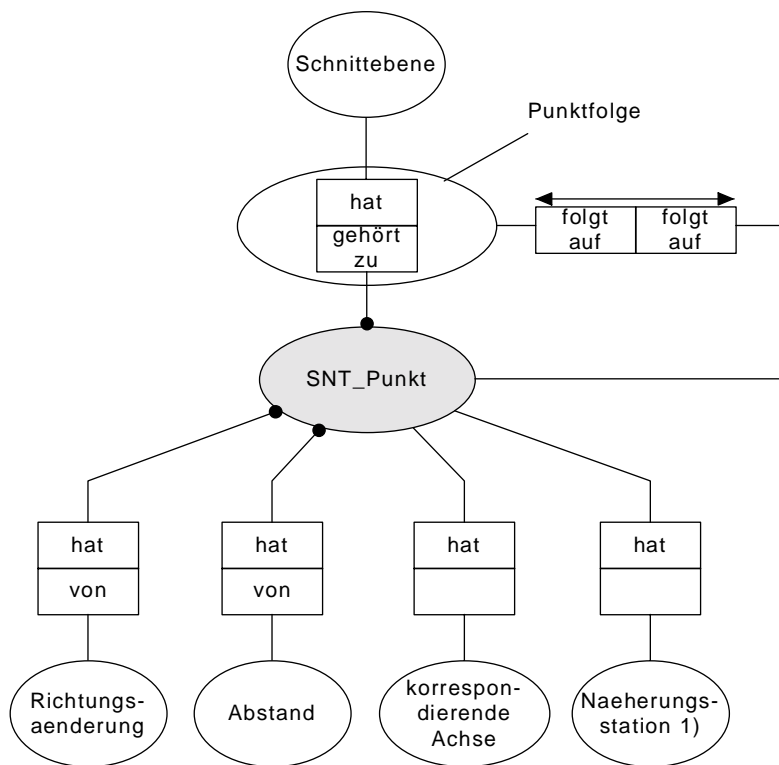 Schnittebene
Punktfolge
hat
gehört
zu
folgt
auf
folgt
auf
SNT_Punkt
hat
von
hat
von
hat
hat
Richtungs-
aenderung
Abstand
korrespon-
dierende
Achse
Naeherungs-
station 1)